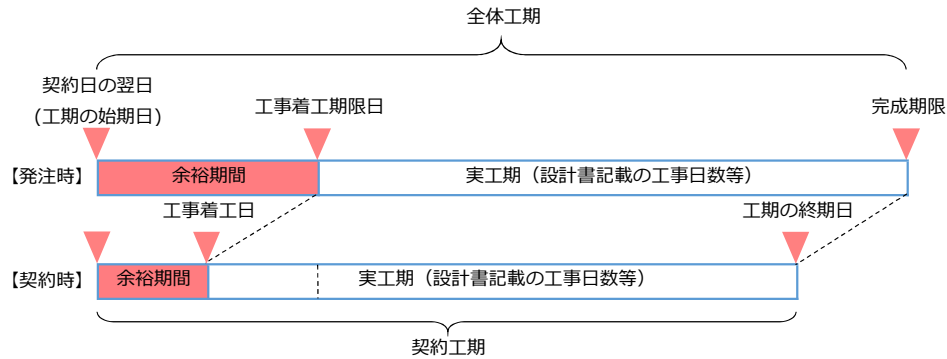 全体工期
契約日の翌日
(工期の始期日)
工事着工期限日
完成期限
【発注時】
余裕期間
実工期（設計書記載の工事日数等）
工事着工日
工期の終期日
【契約時】
余裕期間
実工期（設計書記載の工事日数等）
契約工期